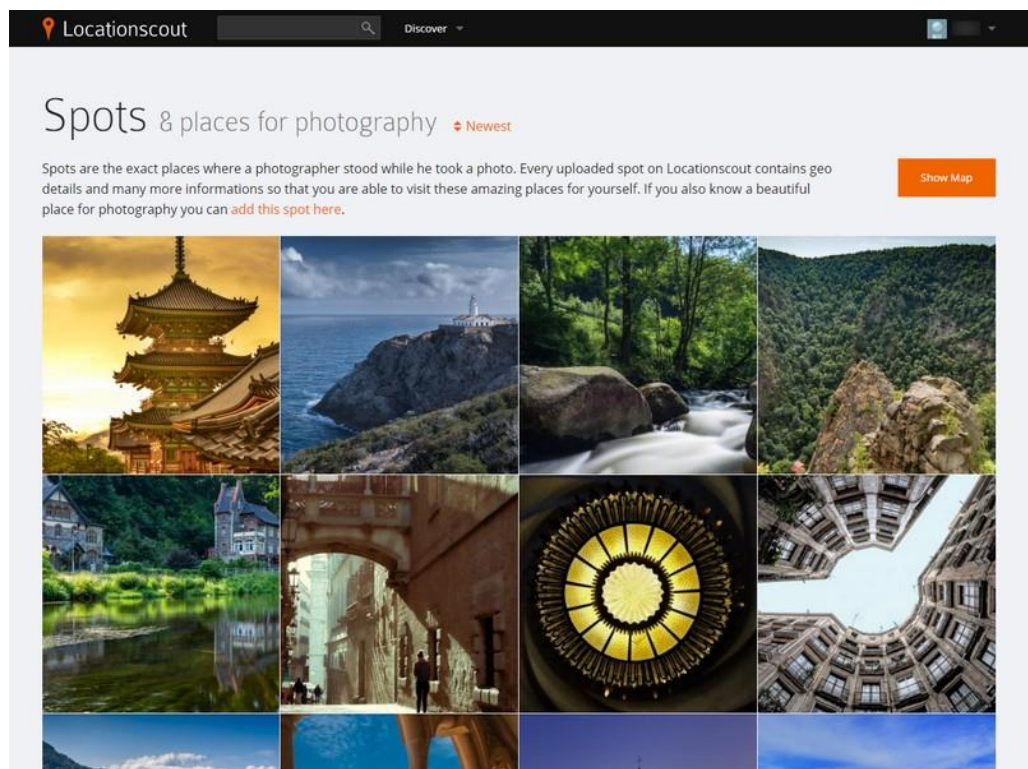 Locationscout
Discover
Spots & places for photography
Newest
Spots are the exact places where a photographer stood while he took a photo. Every uploaded spot on Locationscout contains geo
details and many more informations so that you are able to visit these amazing places for yourself. If you also know a beautiful
place for photography you can add this spot here.
Show Map